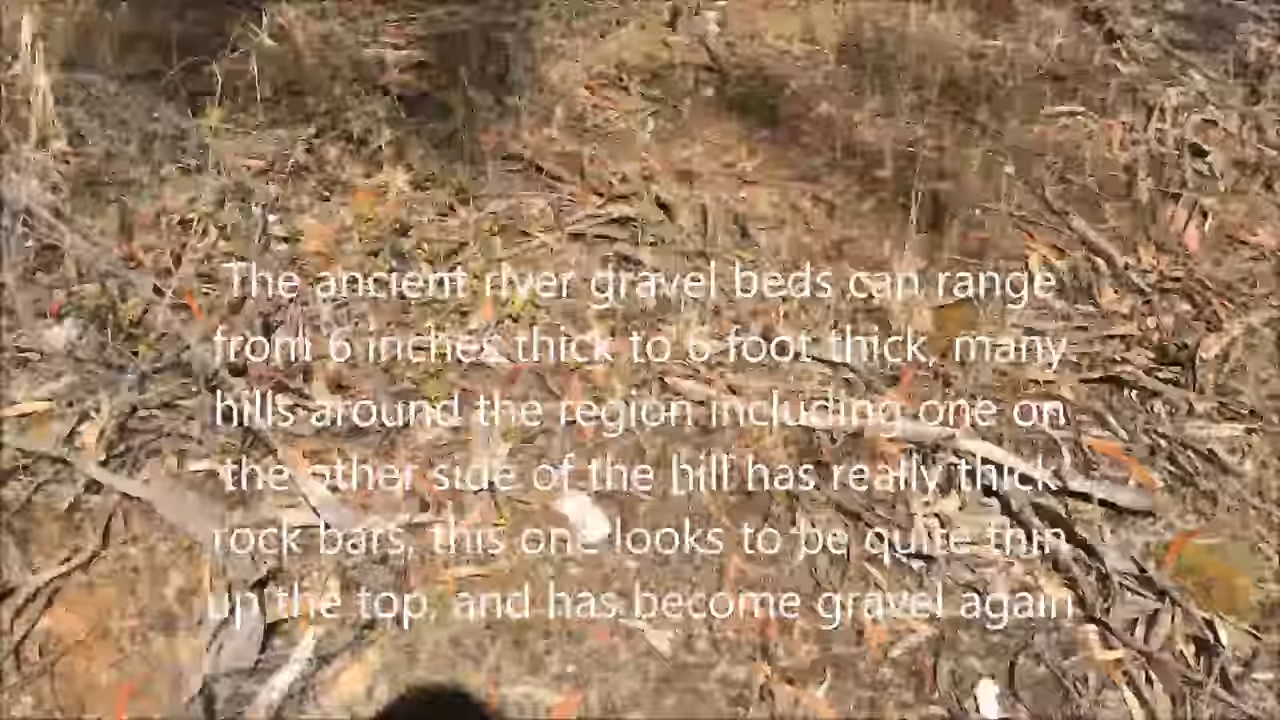 The ancient river gravel beds can range
from 6 inches thick to 6 foot thick, many
hills around the region including one on
the other side of the hill has really thick
rock bars, this one looks to be quite thin
up the top, and has become gravel again